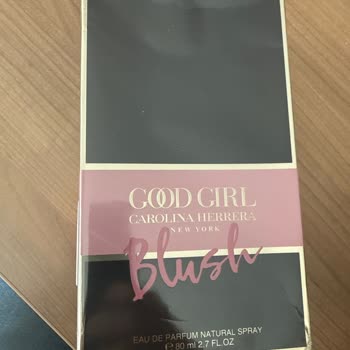 GOOD GIRL
CAROLINA HERRERA
NEW YORK
Blush
EAU DE PARFUM NATURAL SPRAY
℮ 80 ml 2.7 FL.OZ